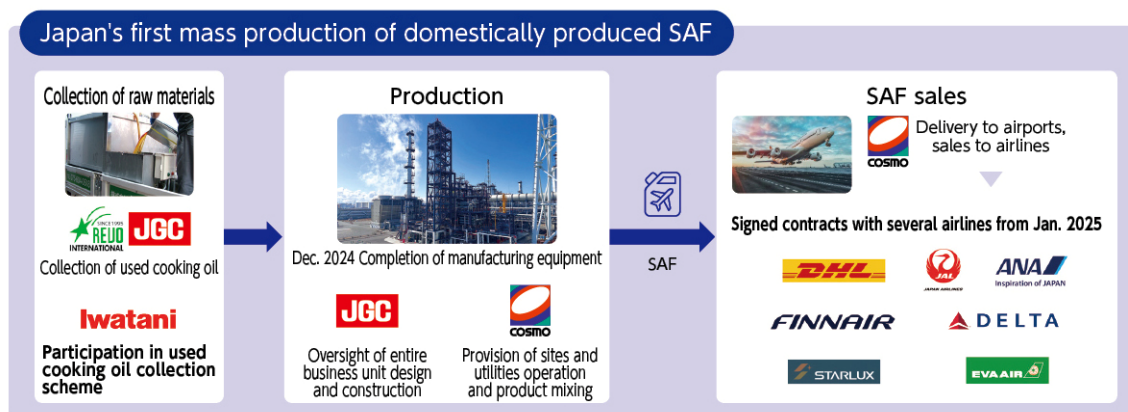 Japan's first mass production of domestically produced SAF
Collection of raw materials
SINCE 1995
REVO
INTERNATIONAL
JGC
Collection of used cooking oil
Iwatani
Participation in used
cooking oil collection
scheme
Production
Dec. 2024 Completion of manufacturing equipment
JGC
Oversight of entire
business unit design
and construction
COSMO
Provision of sites and
utilities operation
and product mixing
SAF
SAF sales
COSMO
Delivery to airports,
sales to airlines
Signed contracts with several airlines from Jan. 2025
DHL
JAL
JAPAN AIRLINES
ANA
Inspiration of JAPAN
FINNAIR
DELTA
STARLUX
EVA AIR